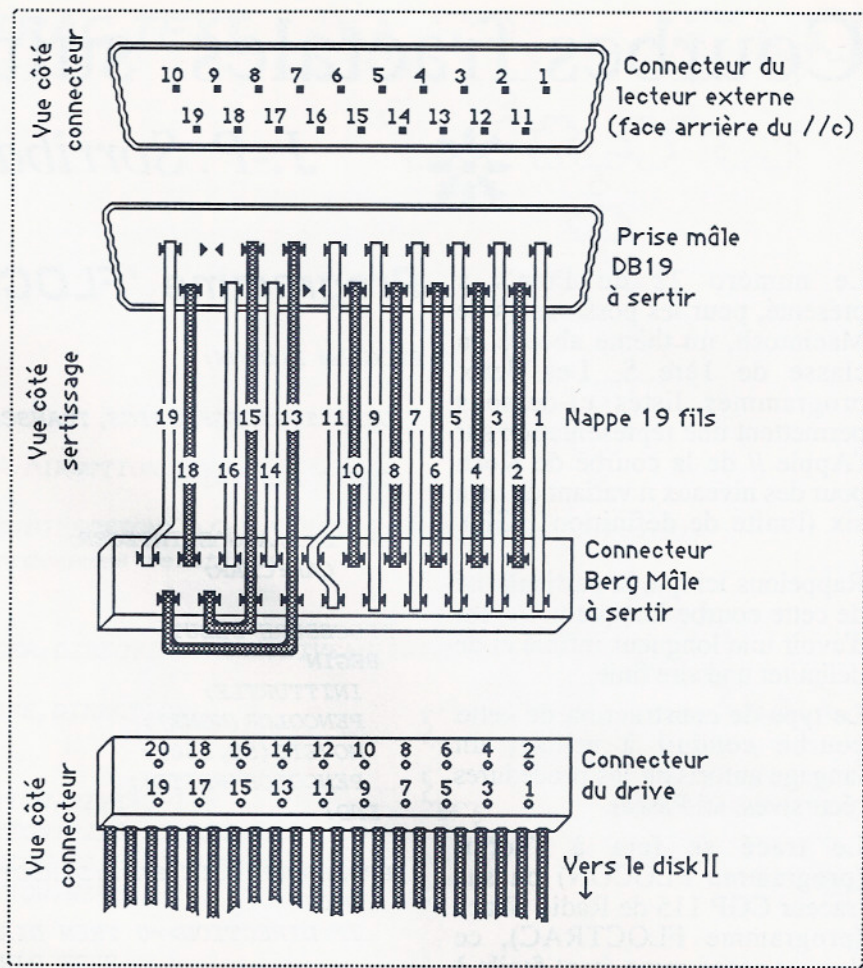 Vue côté
connecteur
10 9 8 7 6 5 4 3 2 1
19 18 17 16 15 14 13 12 11
Connecteur du
lecteur externe
(face arrière du //c)
Prise mâle
DB19
à sertir
Vue côté
sertissage
19 15 13 11 9 7 5 3 1
18 16 14 10 8 6 4 2
Nappe 19 fils
Connecteur
Berg Mâle
à sertir
Vue côté
connecteur
20 18 16 14 12 10 8 6 4 2
19 17 15 13 11 9 7 5 3 1
Connecteur
du drive
Vers le disk][